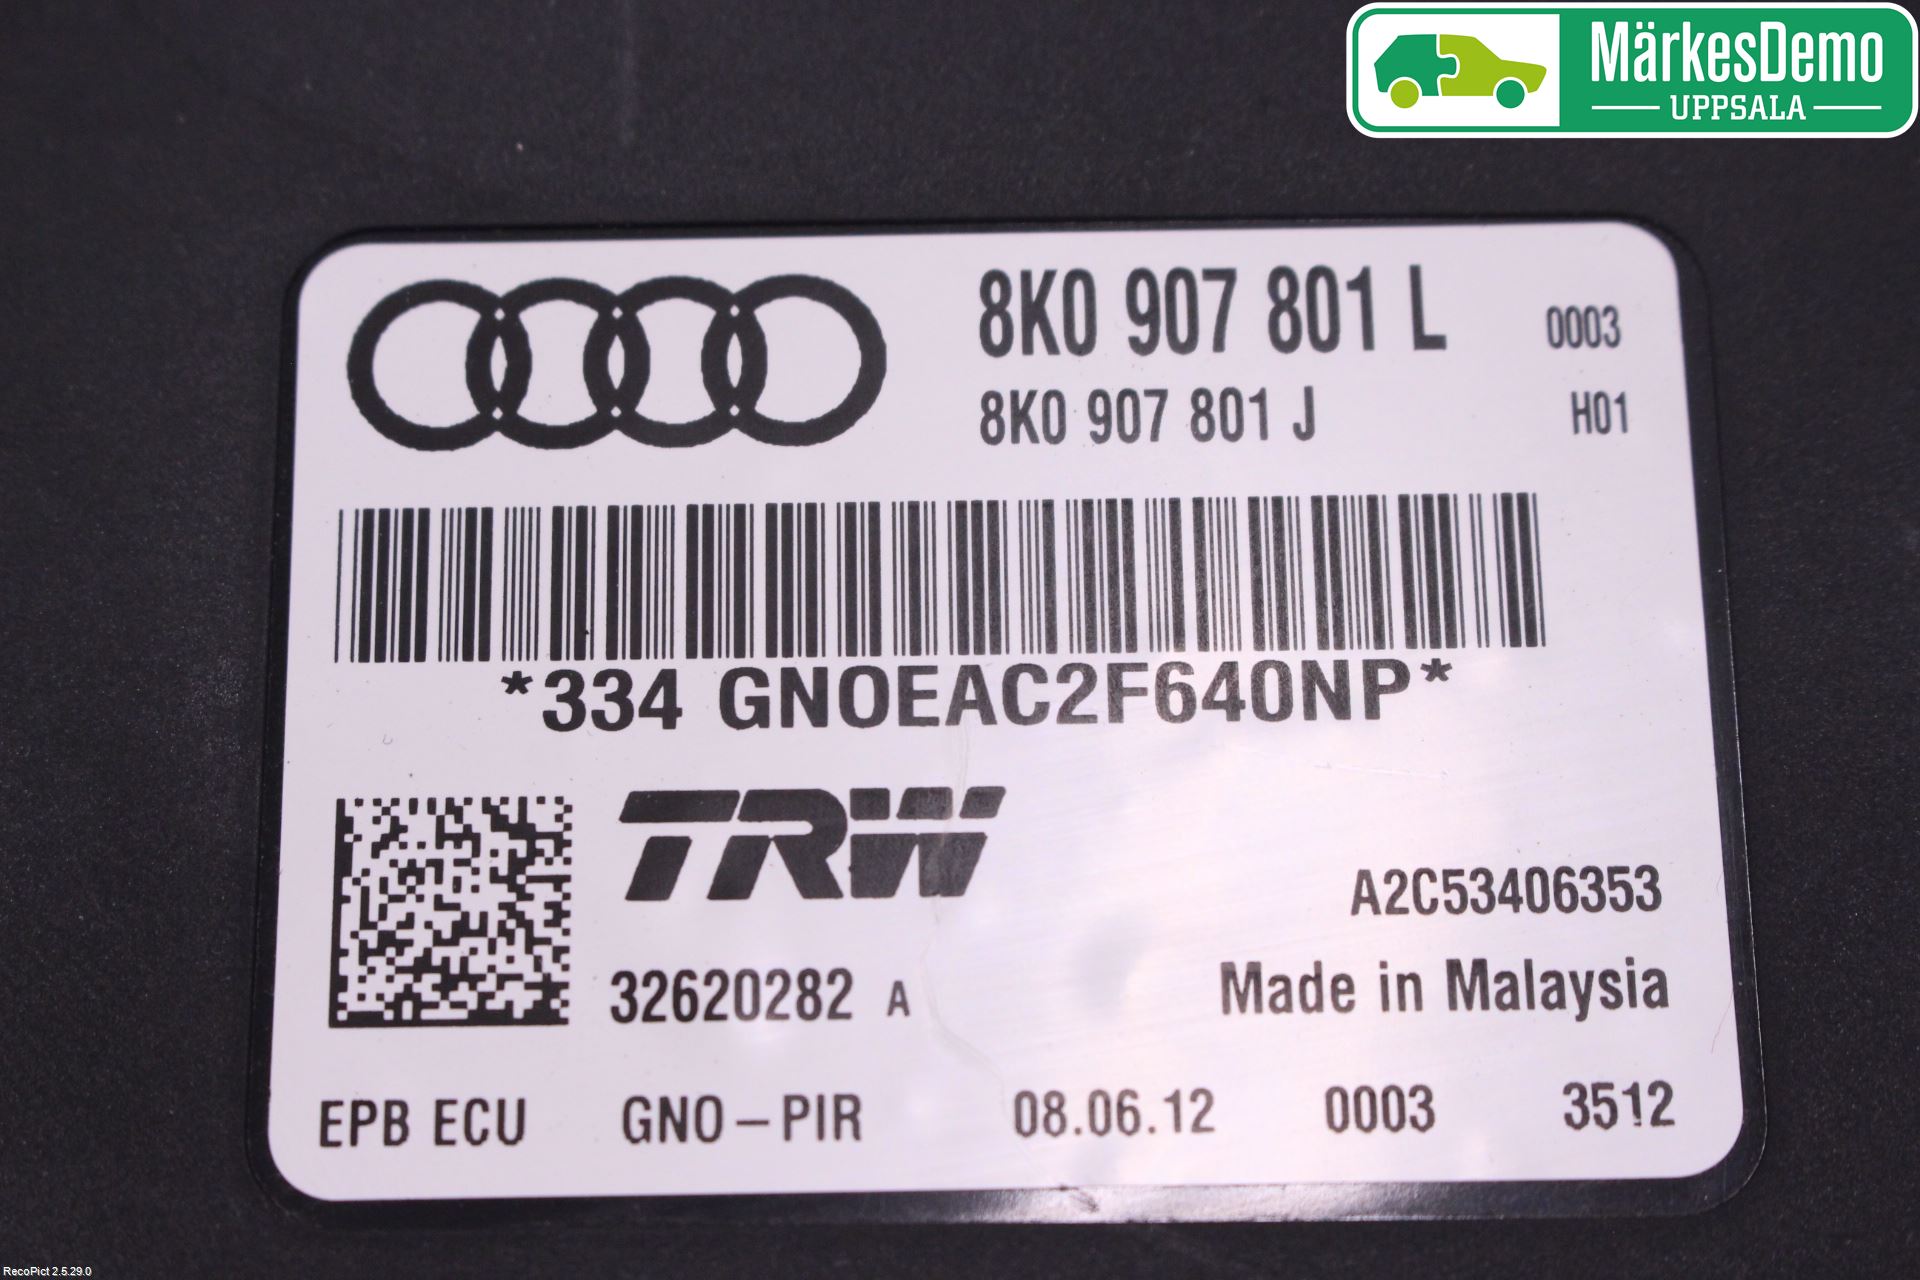 MärkesDemo
UPPSALA
8K0 907 801 L 0003
8K0 907 801 J H01
*334 GN0EAC2F640NP*
TRW
A2C53406353
32620282 A Made in Malaysia
EPB ECU GNO-PIR 08.06.12 0003 3512
RecoPict 2.5.29.0